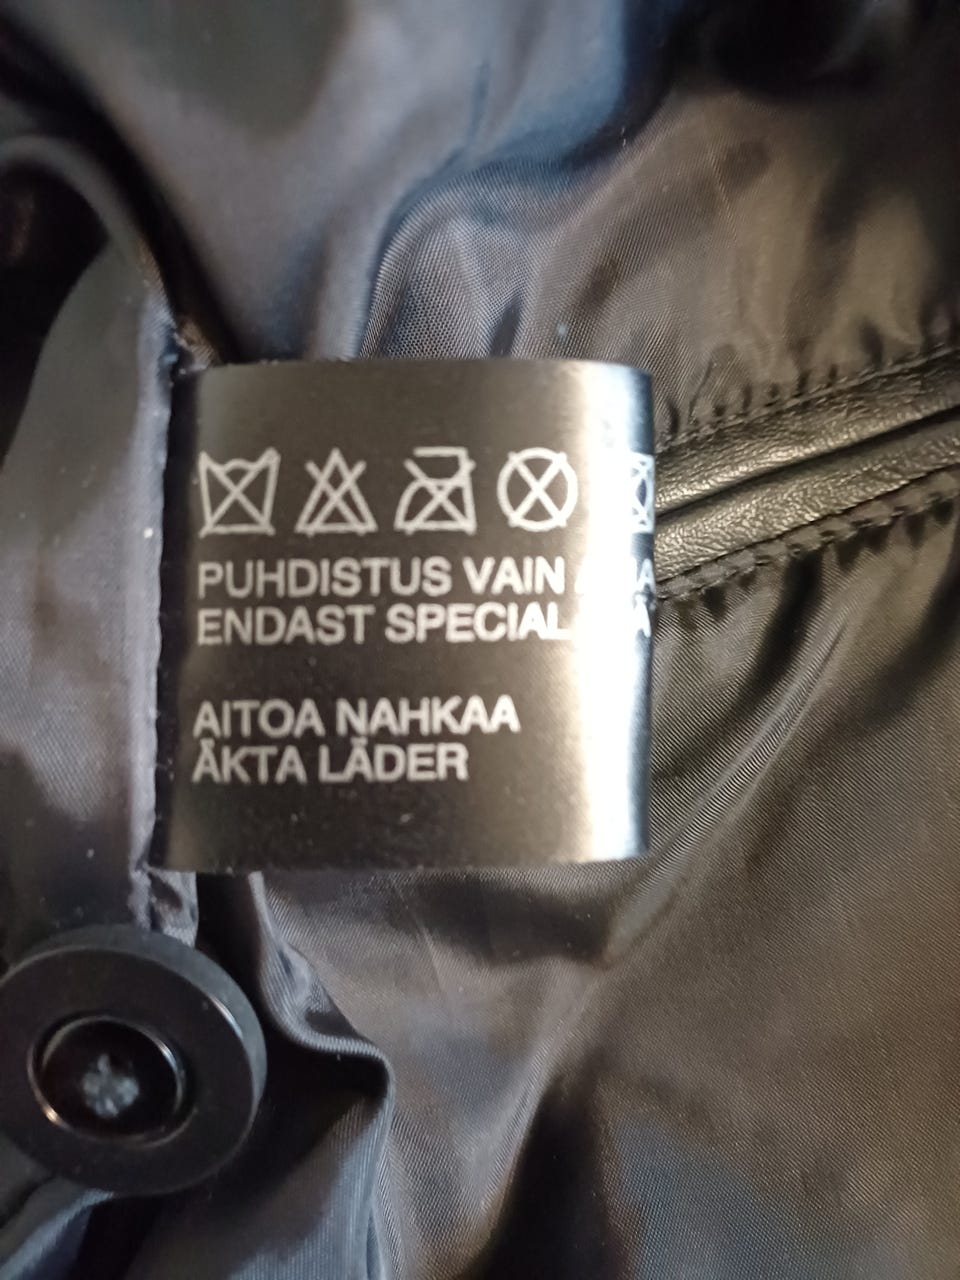 PUHDISTUS VAIN
ENDAST SPECIAL
AITOA NAHKAA
ÄKTA LÄDER